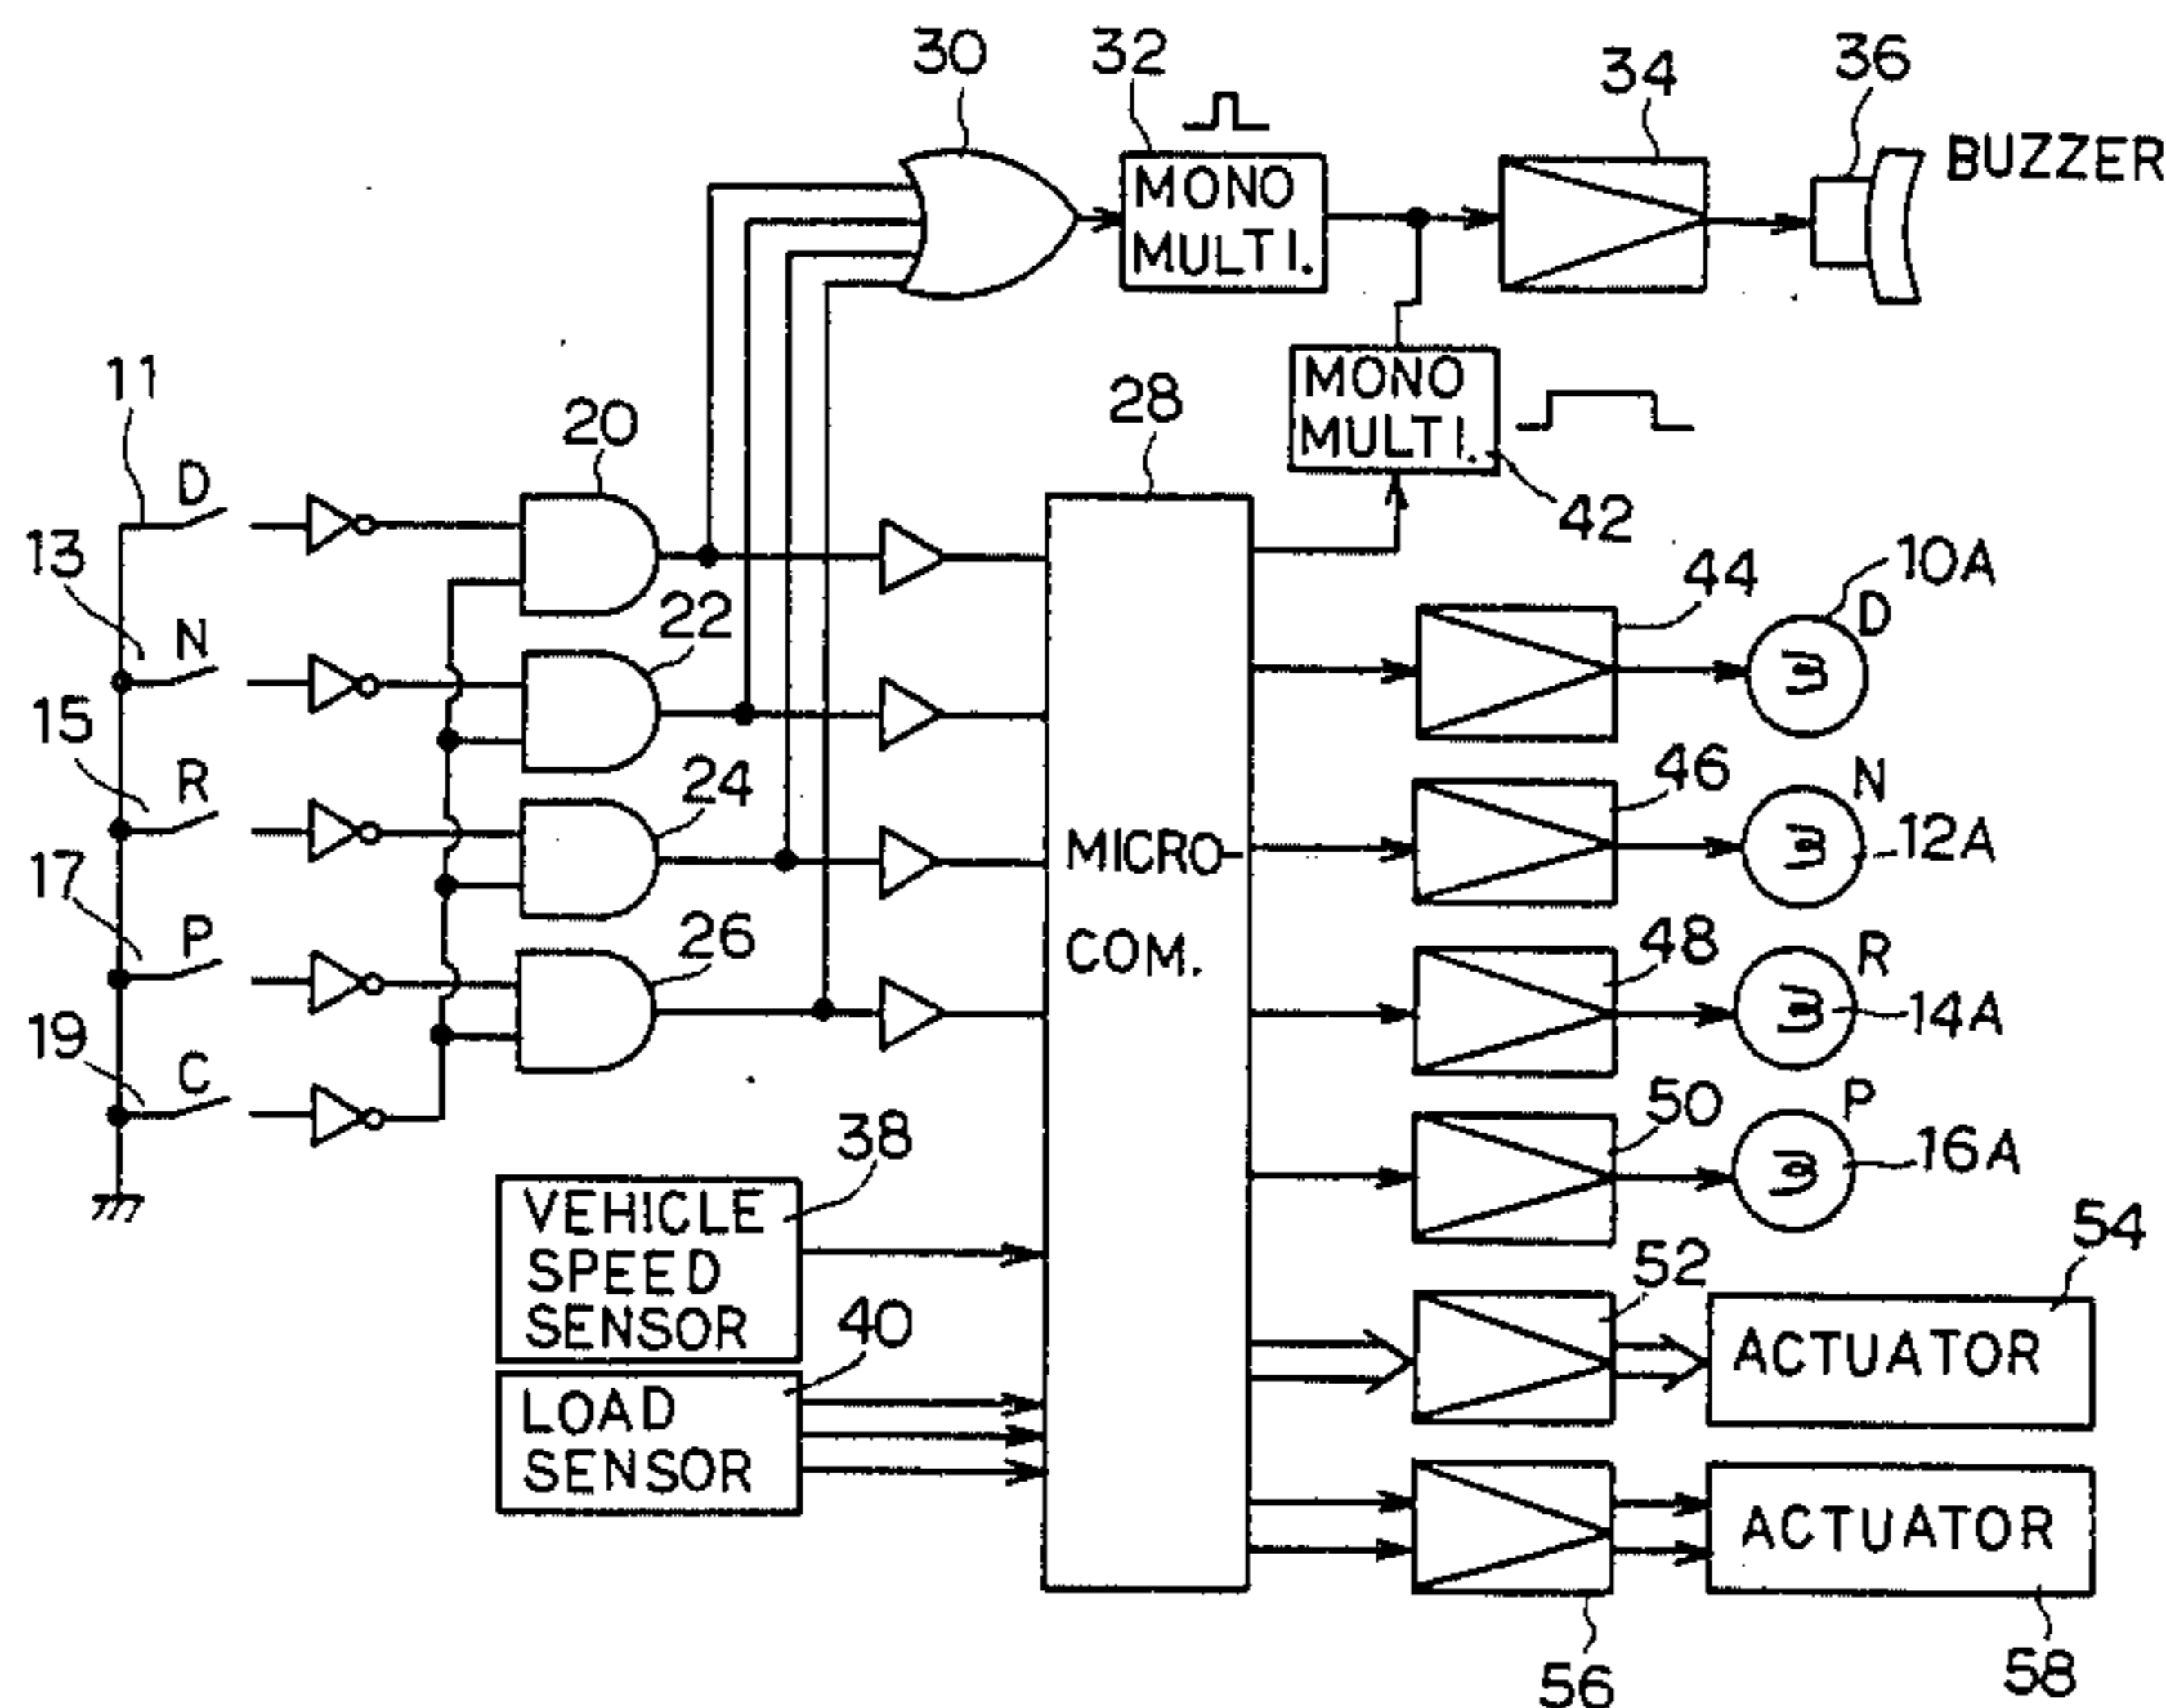 30
32
34
36
MONO
MULTI.
BUZZER
11
20
28
MONO
MULTI.
42
D
13
N
22
44
10A
D
15
R
24
46
N
12A
MICRO-
COM.
17
P
26
48
R
14A
19
C
38
50
P
16A
VEHICLE
SPEED
SENSOR
40
52
54
ACTUATOR
LOAD
SENSOR
ACTUATOR
56
58